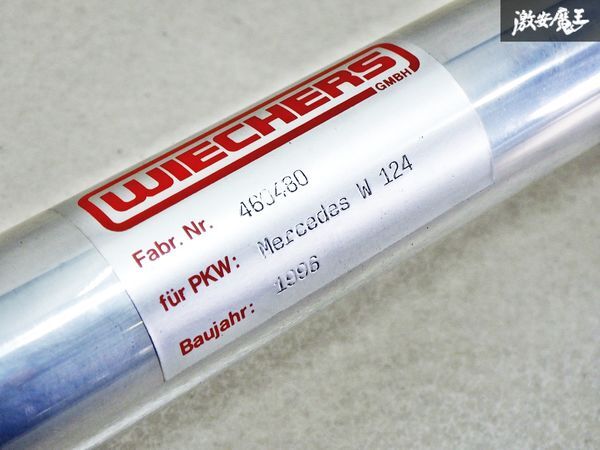 激安魔王
WIECHERS
GMBH
Fabr. Nr. 460480
für PKW: Mercedes W 124
Baujahr: 1996